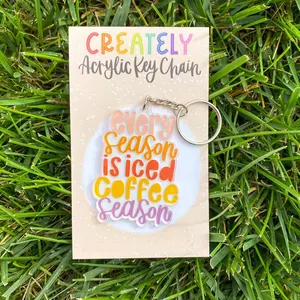 CREATELY
Acrylic Key Chain
every
season
is iced
coffee
season